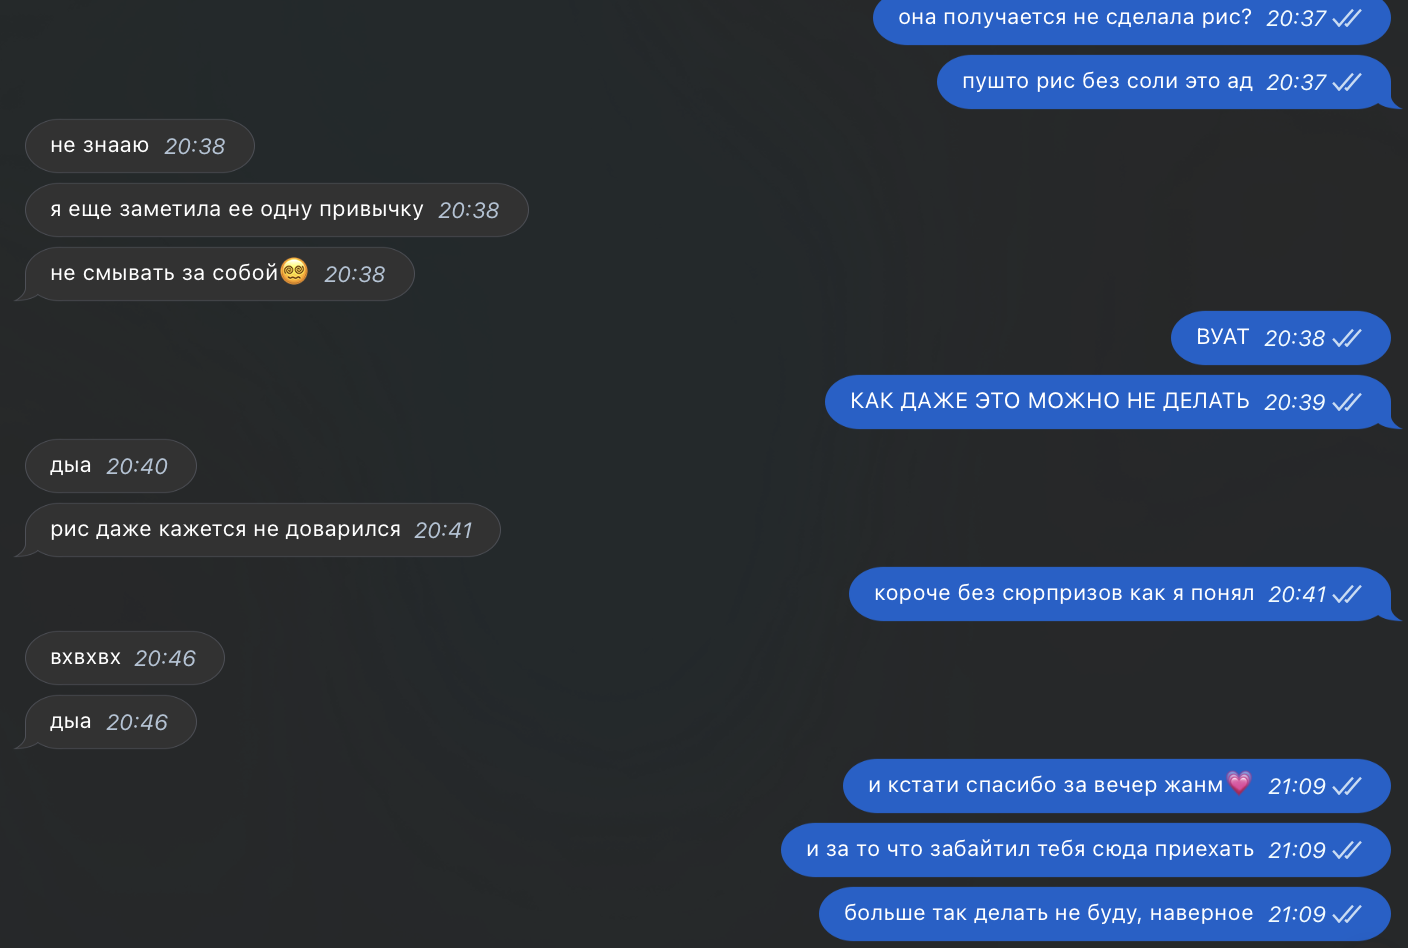 она получается не сделала рис? 20:37
пушто рис без соли это ад 20:37
не знааю 20:38
я еще заметила ее одну привычку 20:38
не смывать за собой😵‍💫 20:38
ВУАТ 20:38
КАК ДАЖЕ ЭТО МОЖНО НЕ ДЕЛАТЬ 20:39
дыа 20:40
рис даже кажется не доварился 20:41
короче без сюрпризов как я понял 20:41
вхвхвх 20:46
дыа 20:46
и кстати спасибо за вечер жанм💗 21:09
и за то что забайтил тебя сюда приехать 21:09
больше так делать не буду, наверное 21:09